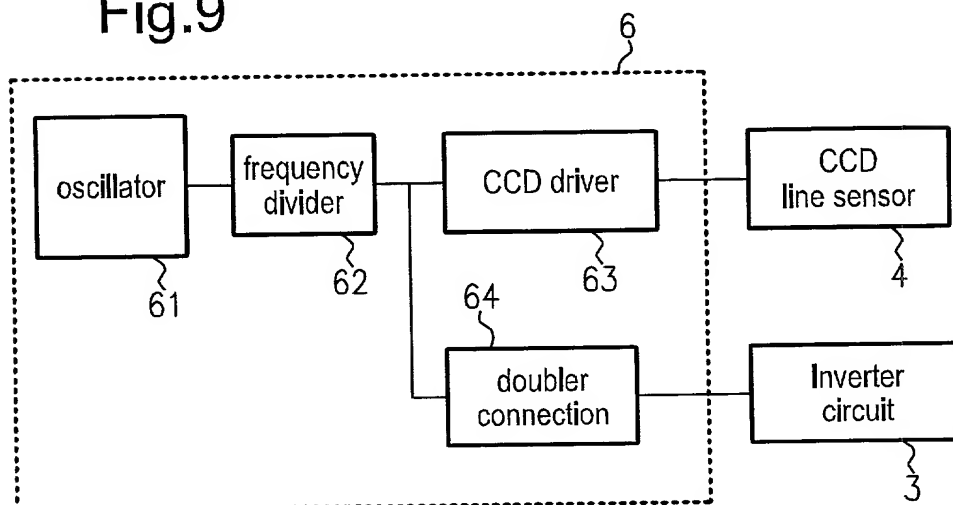 Fig.9
6
oscillator
frequency
divider
CCD driver
CCD
line sensor
61
62
63
4
64
doubler
connection
Inverter
circuit
3